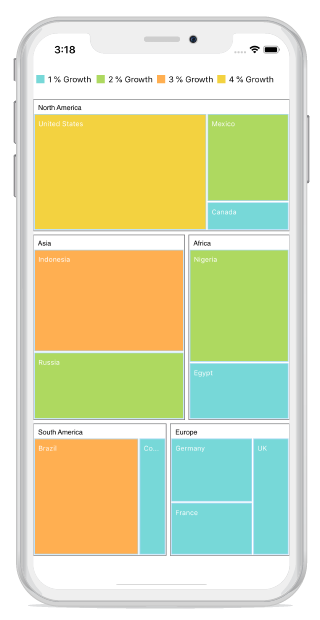 3:18
1 % Growth 2 % Growth 3 % Growth 4 % Growth
North America
United States
Mexico
Canada
Asia
Indonesia
Russia
Africa
Nigeria
Egypt
South America
Brazil
Co...
Europe
Germany
UK
France